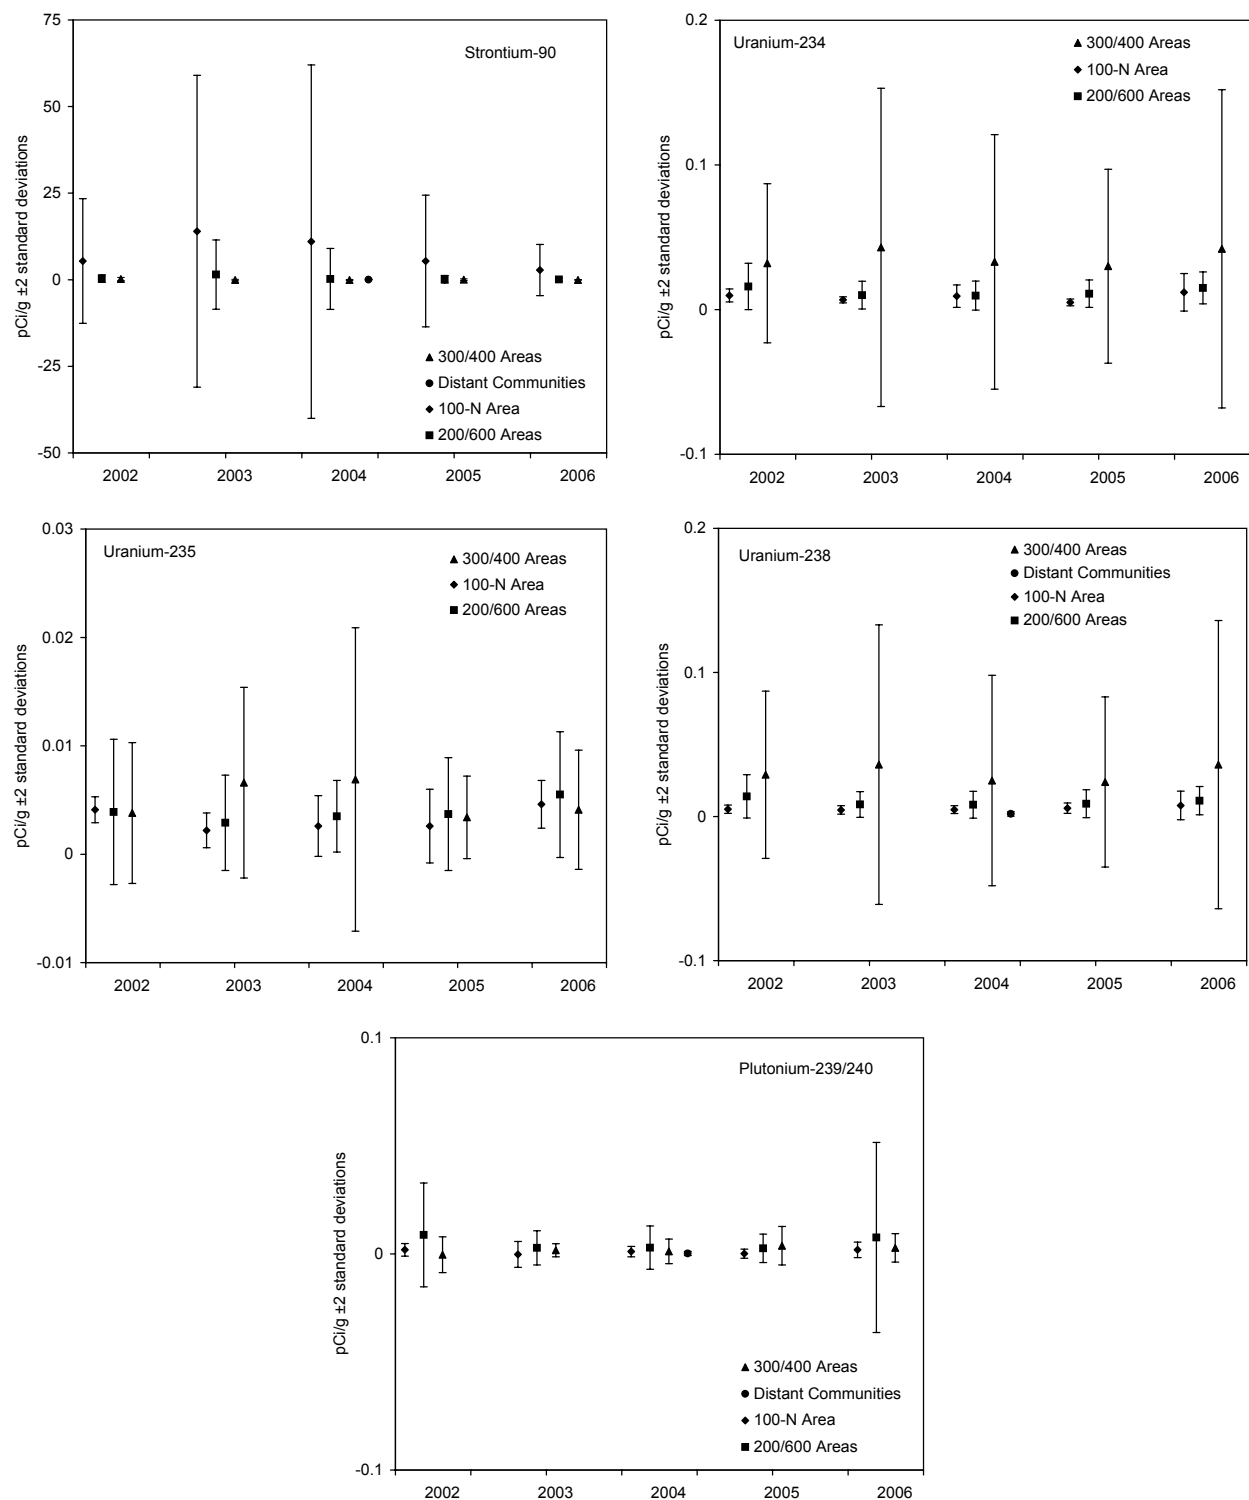 Strontium-90
pCi/g ±2 standard deviations
75
50
25
0
-25
-50
300/400 Areas
Distant Communities
100-N Area
200/600 Areas
2002 2003 2004 2005 2006
Uranium-234
pCi/g ±2 standard deviations
0.2
0.1
0
-0.1
300/400 Areas
100-N Area
200/600 Areas
2002 2003 2004 2005 2006
Uranium-235
pCi/g ±2 standard deviations
0.03
0.02
0.01
0
-0.01
300/400 Areas
100-N Area
200/600 Areas
2002 2003 2004 2005 2006
Uranium-238
pCi/g ±2 standard deviations
0.2
0.1
0
-0.1
300/400 Areas
Distant Communities
100-N Area
200/600 Areas
2002 2003 2004 2005 2006
Plutonium-239/240
pCi/g ±2 standard deviations
0.1
0
-0.1
300/400 Areas
Distant Communities
100-N Area
200/600 Areas
2002 2003 2004 2005 2006